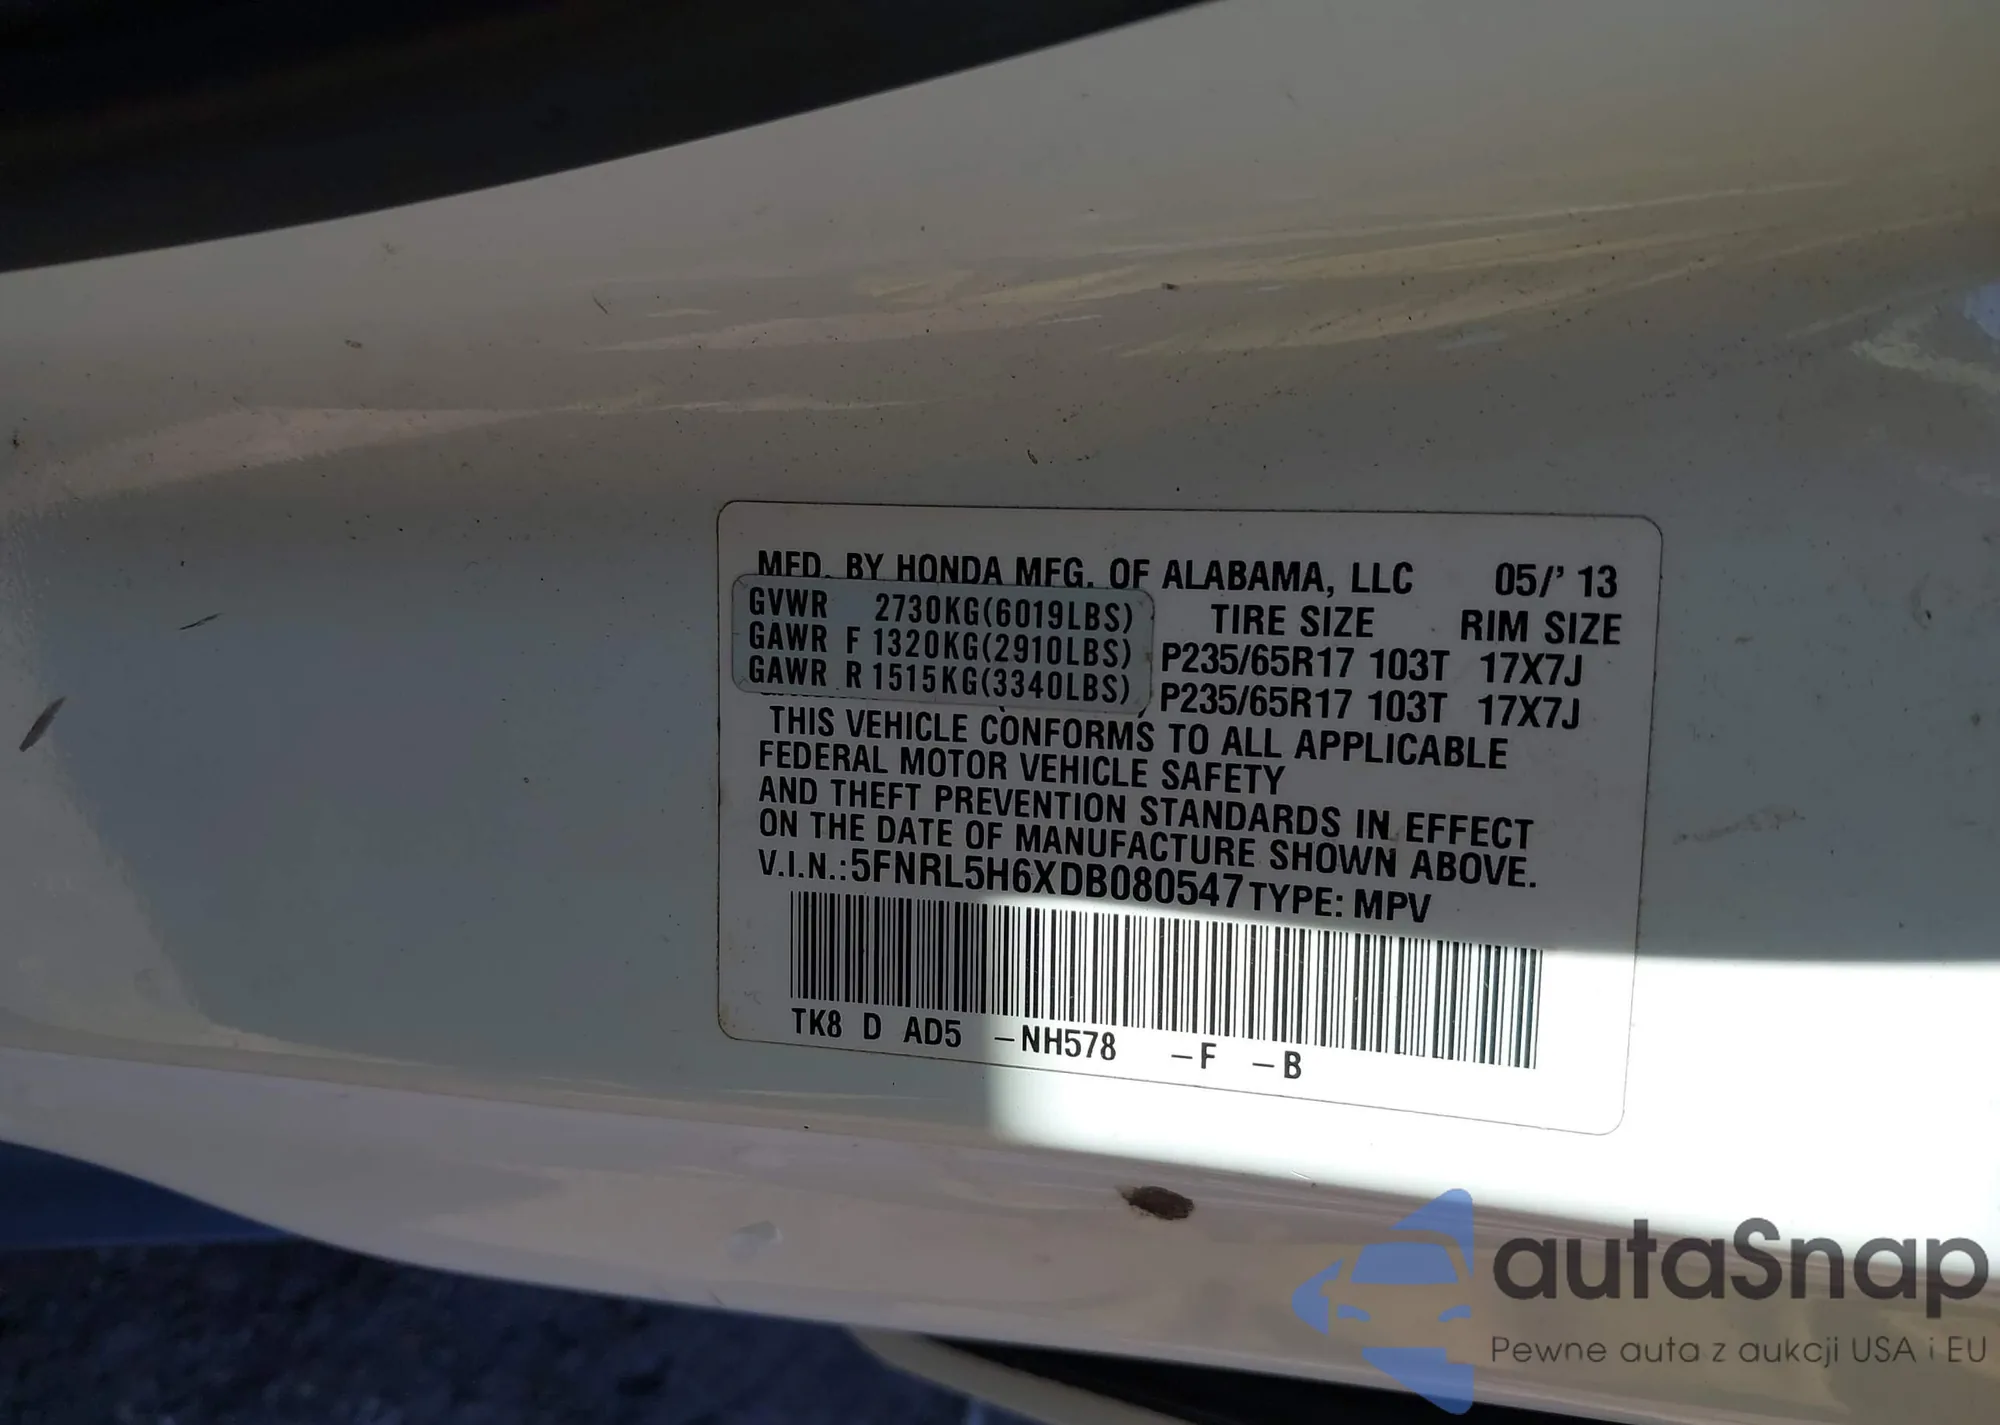 MFD. BY HONDA MFG. OF ALABAMA, LLC 05/' 13
GVWR 2730KG(6019LBS) TIRE SIZE RIM SIZE
GAWR F 1320KG(2910LBS) P235/65R17 103T 17X7J
GAWR R 1515KG(3340LBS) P235/65R17 103T 17X7J
THIS VEHICLE CONFORMS TO ALL APPLICABLE
FEDERAL MOTOR VEHICLE SAFETY
AND THEFT PREVENTION STANDARDS IN EFFECT
ON THE DATE OF MANUFACTURE SHOWN ABOVE.
V.I.N.:5FNRL5H6XDB080547 TYPE: MPV
TK8 D AD5 -NH578 -F -B
autaSnap
Pewne auta z aukcji USA i EU